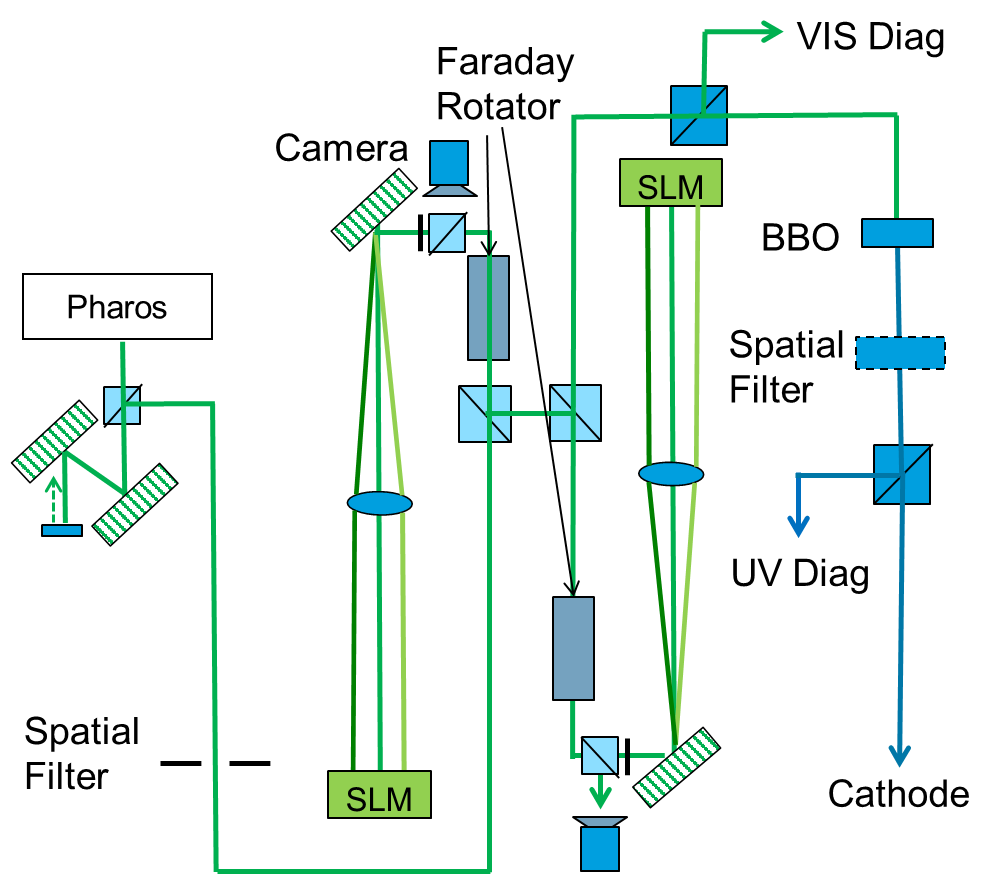 VIS Diag
Faraday
Rotator
Camera
SLM
BBO
Pharos
Spatial
Filter
UV Diag
Spatial
Filter
SLM
Cathode